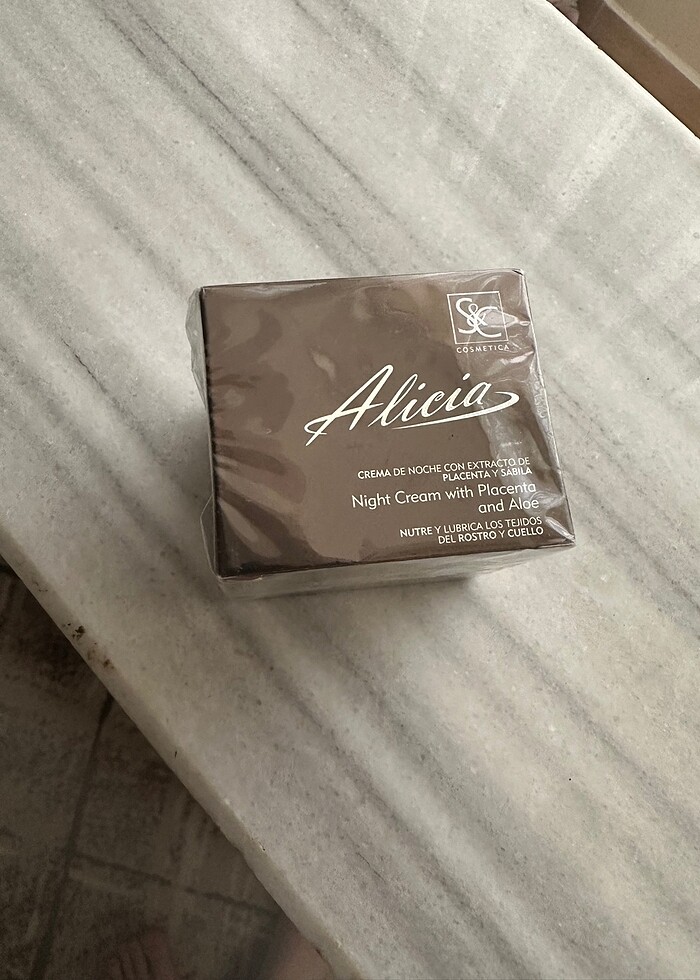 S&C
COSMETICA
Alicia
CREMA DE NOCHE CON EXTRACTO DE
PLACENTA Y SÁBILA
Night Cream with Placenta
and Aloe
NUTRE Y LUBRICA LOS TEJIDOS
DEL ROSTRO Y CUELLO